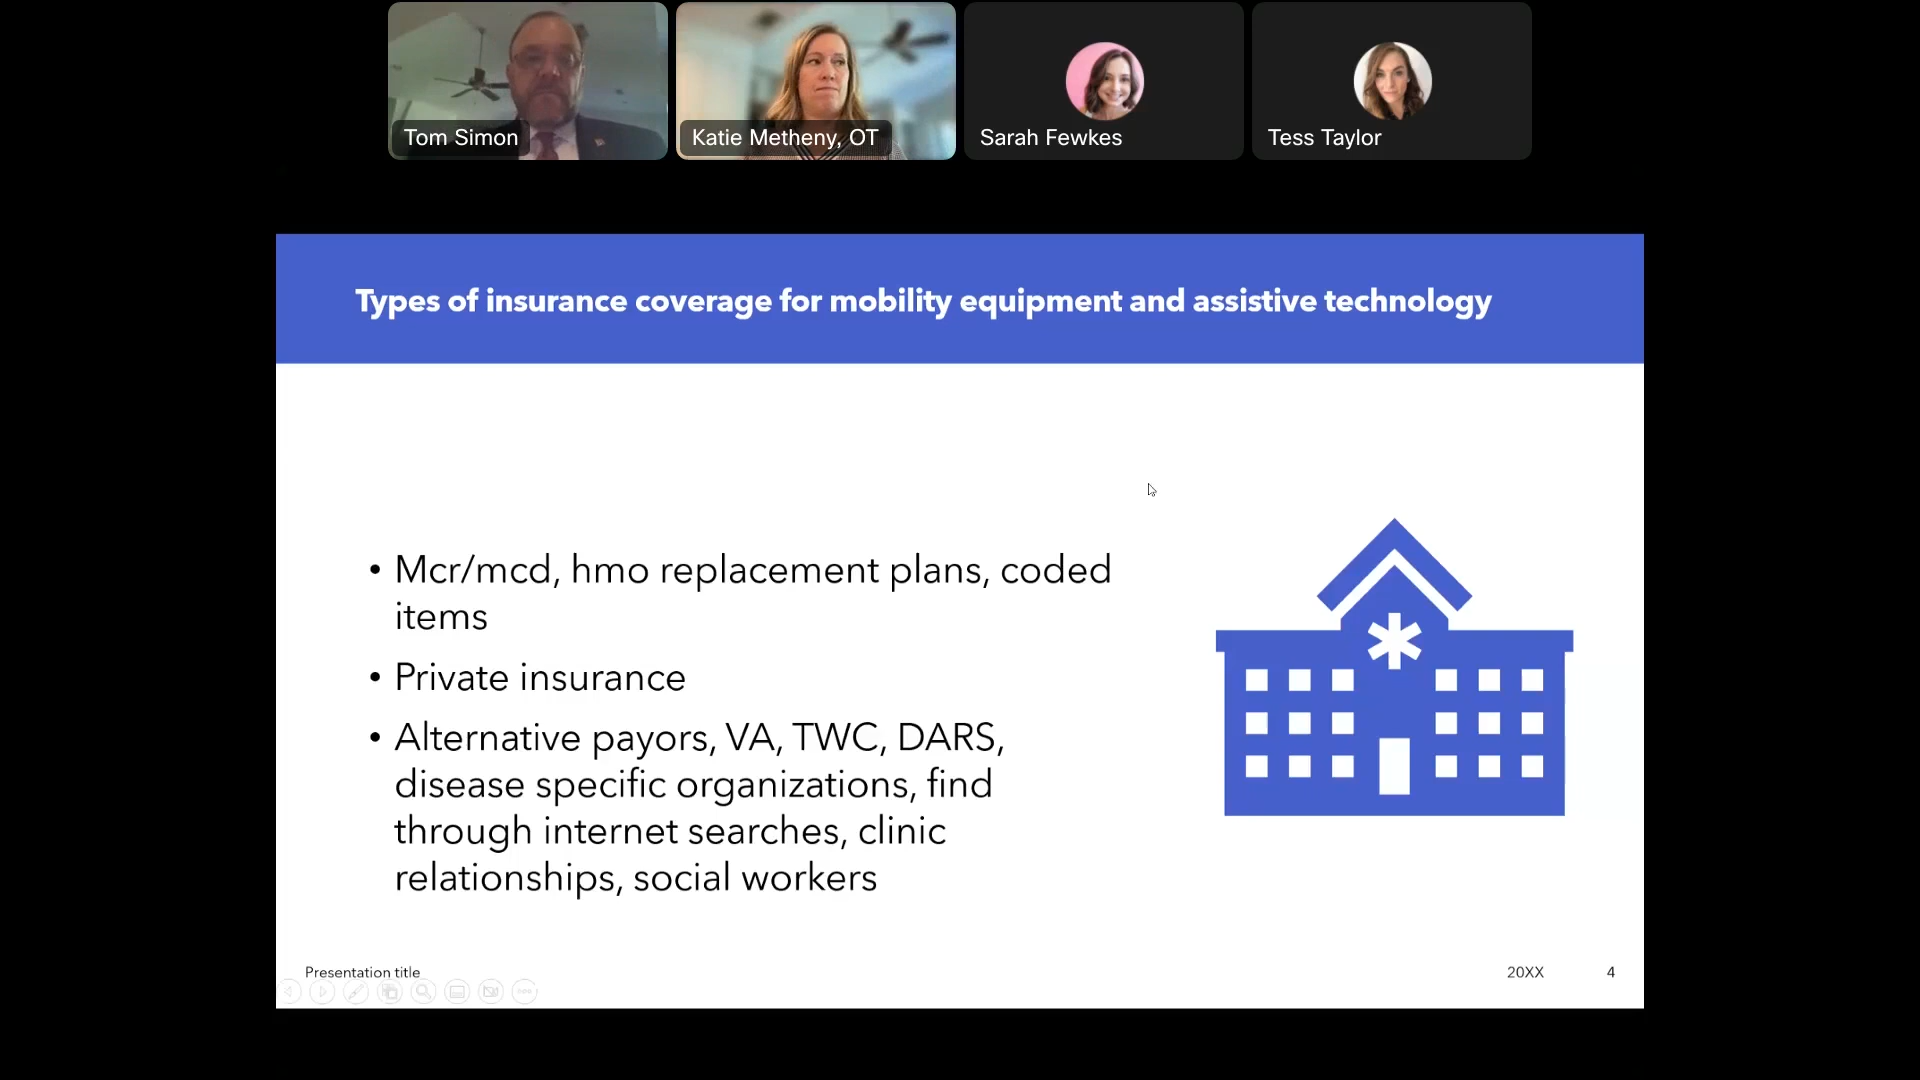 Tom Simon
Katie Metheny, OT
Sarah Fewkes
Tess Taylor
Types of insurance coverage for mobility equipment and assistive technology
• Mcr/mcd, hmo replacement plans, coded
items
• Private insurance
• Alternative payors, VA, TWC, DARS,
disease specific organizations, find
through internet searches, clinic
relationships, social workers
Presentation title
20XX
4